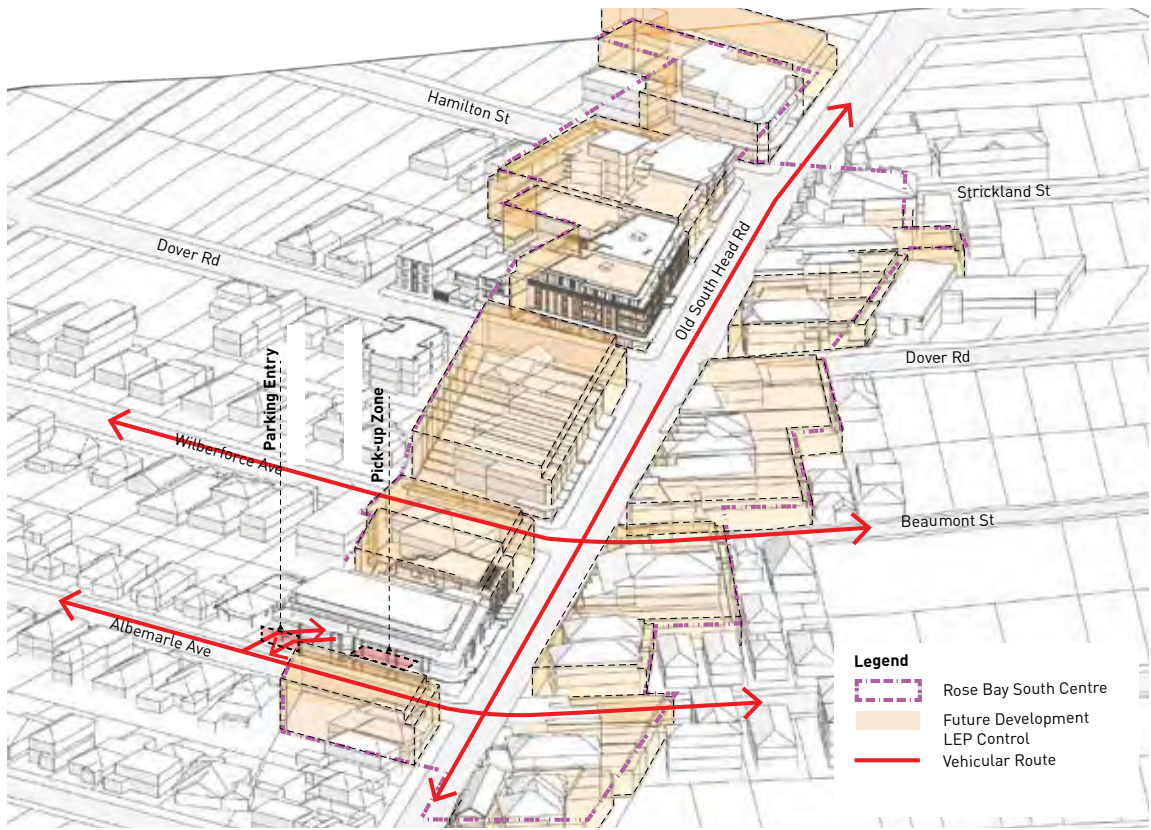 Hamilton St
Strickland St
Dover Rd
Old South Head Rd
Dover Rd
Parking Entry
Pick-up Zone
Wilberforce Ave
Beaumont St
Albemarle Ave
Legend
Rose Bay South Centre
Future Development
LEP Control
Vehicular Route